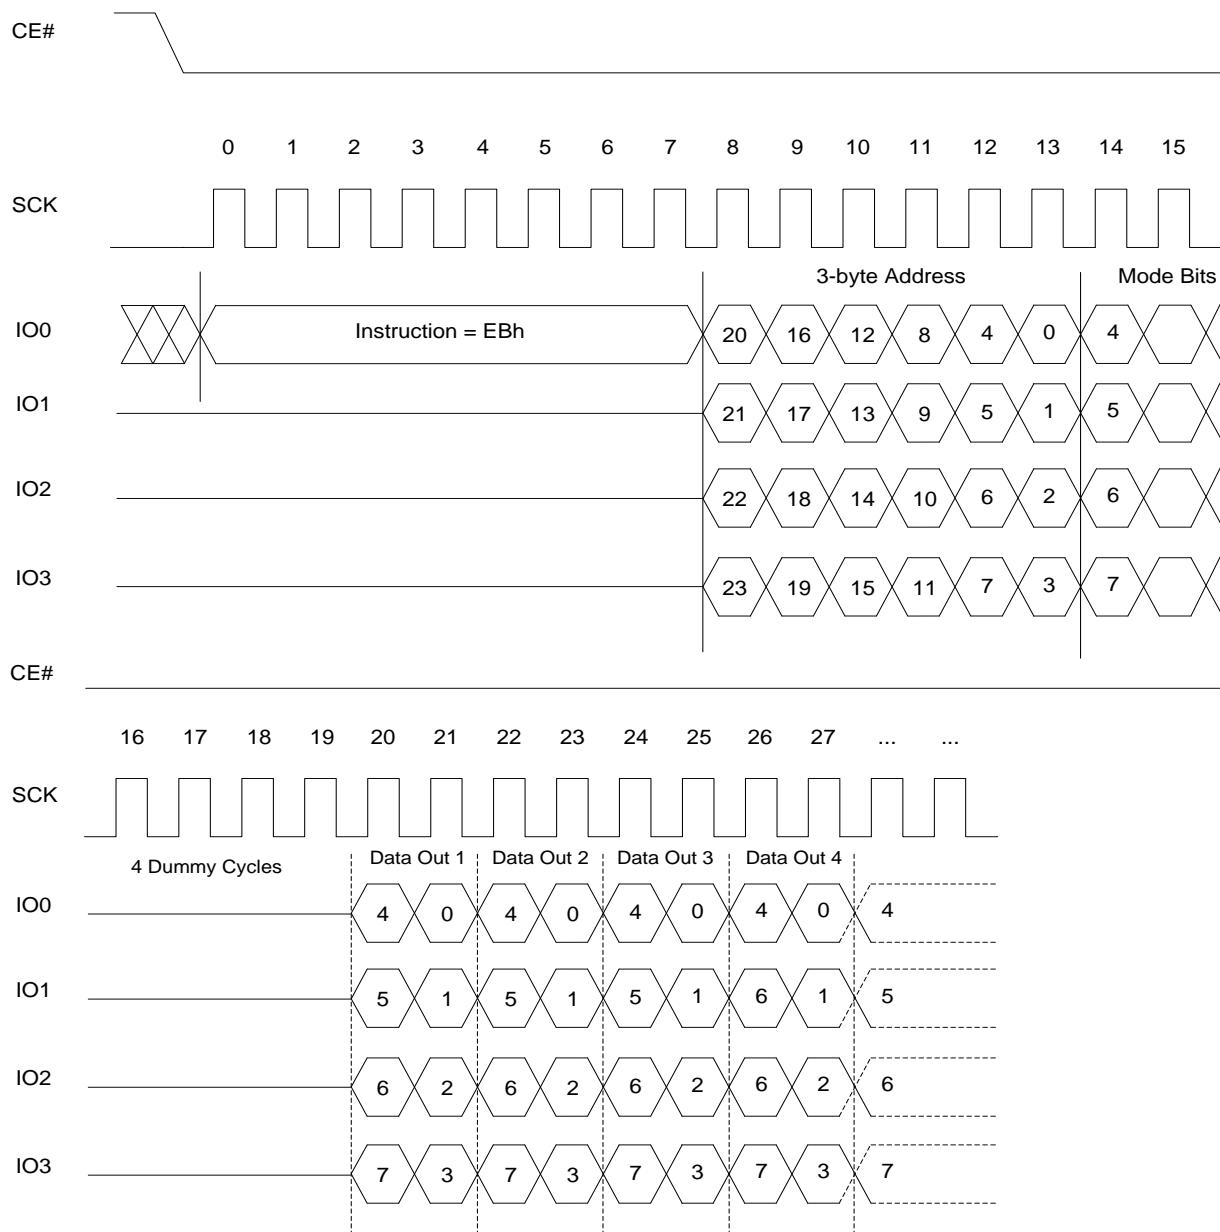 CE#
0 1 2 3 4 5 6 7 8 9 10 11 12 13 14 15
SCK
3-byte Address Mode Bits
IO0 Instruction = EBh 20 16 12 8 4 0 4
IO1 21 17 13 9 5 1 5
IO2 22 18 14 10 6 2 6
IO3 23 19 15 11 7 3 7
CE#
16 17 18 19 20 21 22 23 24 25 26 27 ... ...
SCK
4 Dummy Cycles Data Out 1 Data Out 2 Data Out 3 Data Out 4
IO0 4 0 4 0 4 0 4 0 4
IO1 5 1 5 1 5 1 6 1 5
IO2 6 2 6 2 6 2 6 2 6
IO3 7 3 7 3 7 3 7 3 7